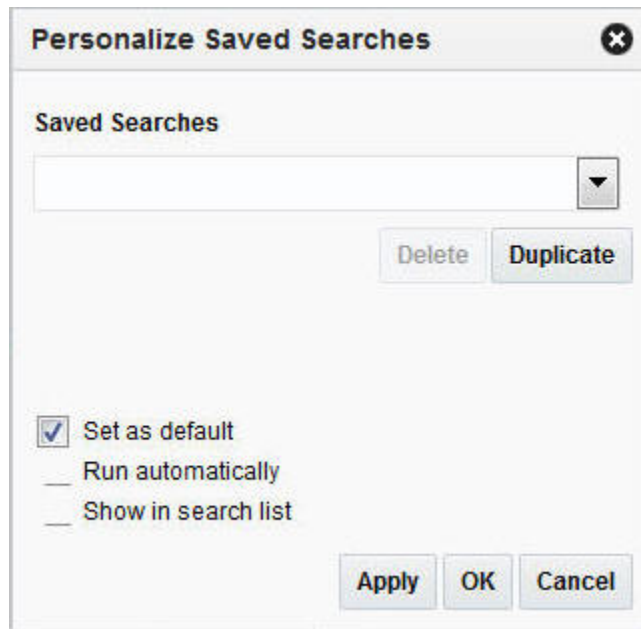 Personalize Saved Searches
Saved Searches
Delete Duplicate
Set as default
Run automatically
Show in search list
Apply OK Cancel